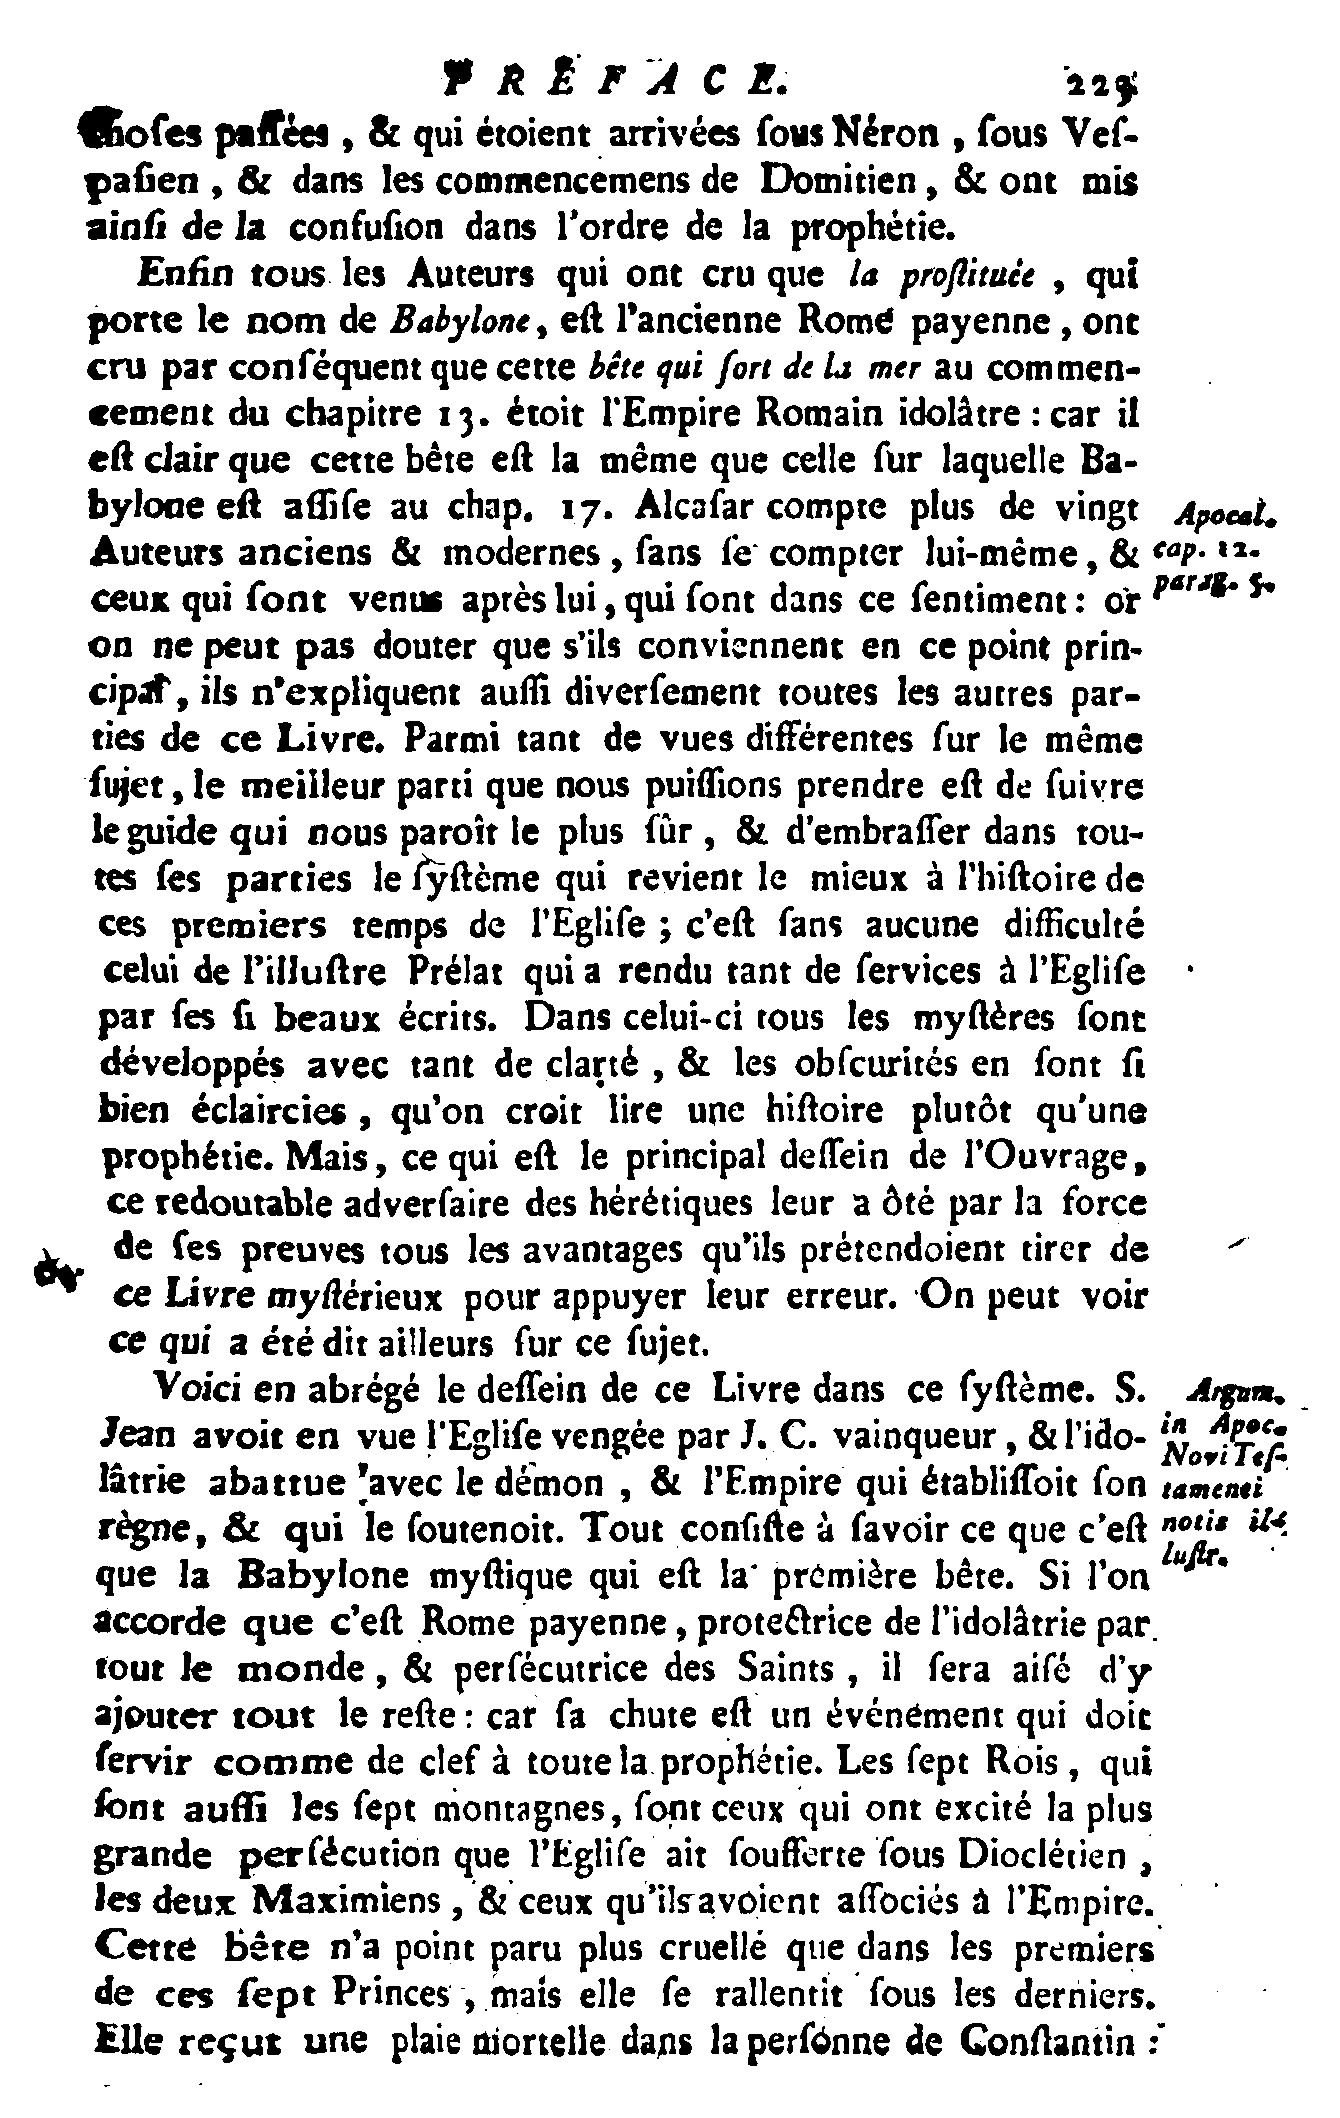 PRÉFACE. 225
choſes paſſées, & qui étoient arrivées ſous Néron, ſous Veſ-
paſien, & dans les commencemens de Domitien, & ont mis
ainſi de la confuſion dans l'ordre de la prophétie.
Enfin tous les Auteurs qui ont cru que la proſtituée, qui
porte le nom de Babylone, eſt l'ancienne Rome payenne, ont
cru par conſéquent que cette bête qui ſort de la mer au commen-
cement du chapitre 13. étoit l'Empire Romain idolâtre : car il
eſt clair que cette bête eſt la même que celle ſur laquelle Ba-
bylone eſt aſſiſe au chap. 17. Alcaſar compte plus de vingt
Auteurs anciens & modernes, ſans ſe compter lui-même, &
ceux qui ſont venus après lui, qui ſont dans ce ſentiment : or
on ne peut pas douter que s'ils conviennent en ce point prin-
cipal, ils n'expliquent auſſi diverſement toutes les autres par-
ties de ce Livre. Parmi tant de vues différentes ſur le même
ſujet, le meilleur parti que nous puiſſions prendre eſt de ſuivre
le guide qui nous paroît le plus ſûr, & d'embraſſer dans tou-
tes ſes parties le ſyſtème qui revient le mieux à l'hiſtoire de
ces premiers temps de l'Egliſe ; c'eſt ſans aucune difficulté
celui de l'illuſtre Prélat qui a rendu tant de ſervices à l'Egliſe
par ſes ſi beaux écrits. Dans celui-ci tous les myſtères ſont
développés avec tant de clarté, & les obſcurités en ſont ſi
bien éclaircies, qu'on croit lire une hiſtoire plutôt qu'une
prophétie. Mais, ce qui eſt le principal deſſein de l'Ouvrage,
ce redoutable adverſaire des hérétiques leur a ôté par la force
de ſes preuves tous les avantages qu'ils prétendoient tirer de
ce Livre myſtérieux pour appuyer leur erreur. On peut voir
ce qui a été dit ailleurs ſur ce ſujet.
Voici en abrégé le deſſein de ce Livre dans ce ſyſtème. S.
Jean avoit en vue l'Egliſe vengée par J. C. vainqueur, & l'ido-
lâtrie abattue avec le démon, & l'Empire qui établiſſoit ſon
règne, & qui le ſoutenoit. Tout conſiſte à ſavoir ce que c'eſt
que la Babylone myſtique qui eſt la première bête. Si l'on
accorde que c'eſt Rome payenne, protectrice de l'idolâtrie par
tout le monde, & perſécutrice des Saints, il ſera aiſé d'y
ajouter tout le reſte : car ſa chute eſt un événement qui doit
ſervir comme de clef à toute la prophétie. Les ſept Rois, qui
ſont auſſi les ſept montagnes, ſont ceux qui ont excité la plus
grande perſécution que l'Egliſe ait ſoufferte ſous Dioclétien,
les deux Maximiens, & ceux qu'ils avoient aſſociés à l'Empire.
Cette bête n'a point paru plus cruelle que dans les premiers
de ces ſept Princes, mais elle ſe rallentit ſous les derniers.
Elle reçut une plaie mortelle dans la perſonne de Conſtantin :
Apocal.
cap. 12.
parag. 5.
Argum.
in Apoc.
Novi Teſ-
tamenti
notis il-
luſtr.